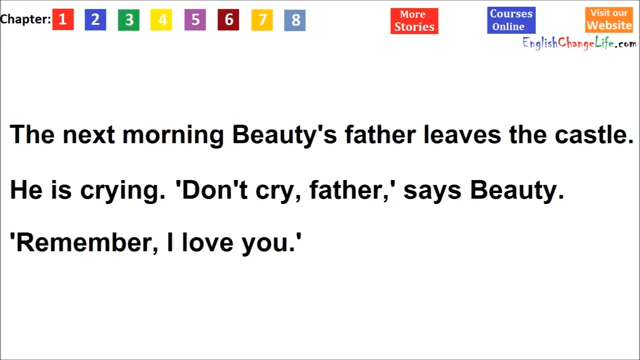 Chapter: 1 2 3 4 5 6 7 8
More
Stories
Courses
Online
Visit our
Website
EnglishChangeLife.com
The next morning Beauty's father leaves the castle.
He is crying. 'Don't cry, father,' says Beauty.
'Remember, I love you.'